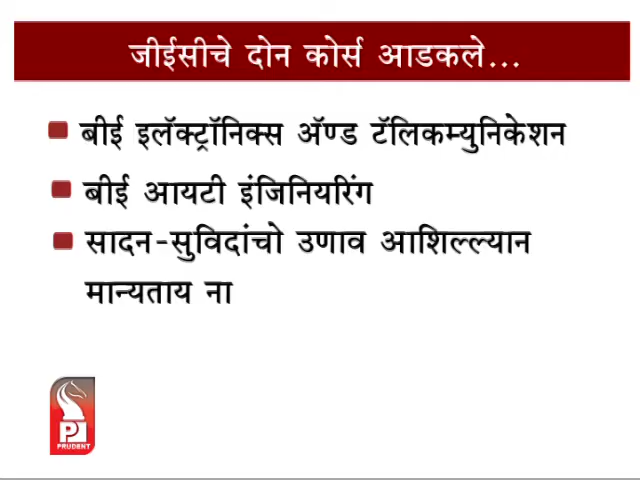 जीईसीचे दोन कोर्स आडकले...
बीई इलॅक्ट्रॉनिक्स ॲण्ड टॅलिकम्युनिकेशन
बीई आयटी इंजिनियरिंग
सादन-सुविदांचो उणाव आशिल्ल्यान
मान्यताय ना
PRUDENT